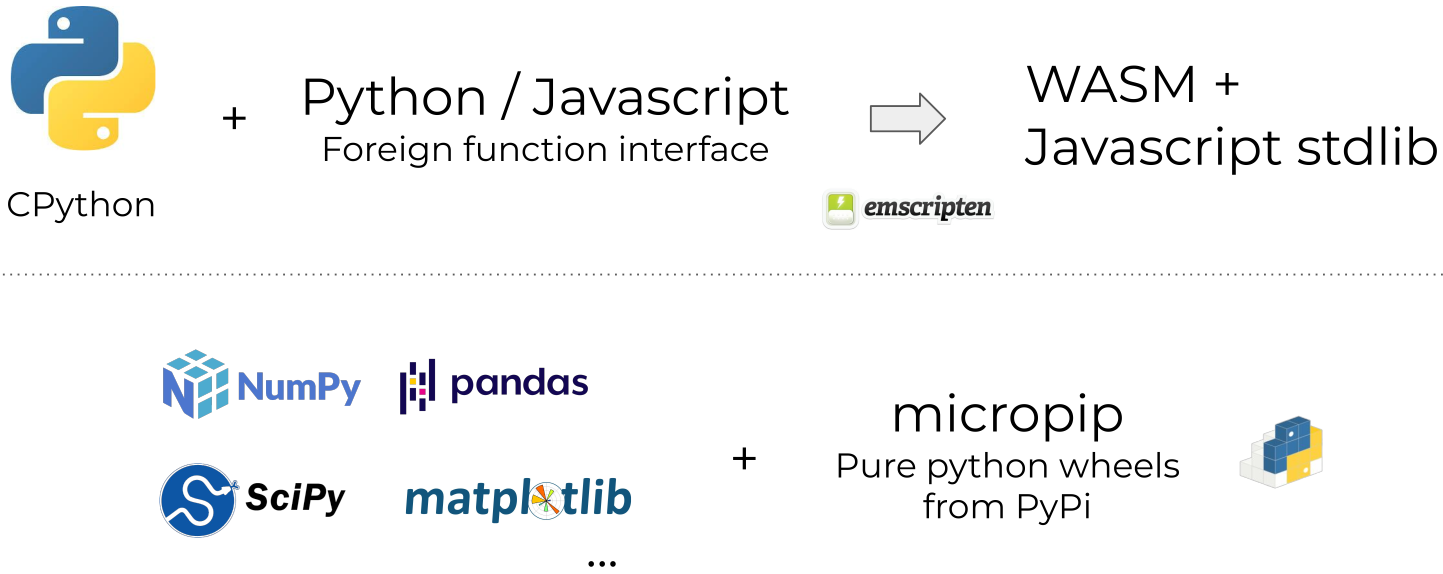 +
Python / Javascript
Foreign function interface
WASM +
Javascript stdlib
CPython
emscripten
NumPy
pandas
SciPy
matplotlib
...
+
micropip
Pure python wheels
from PyPi